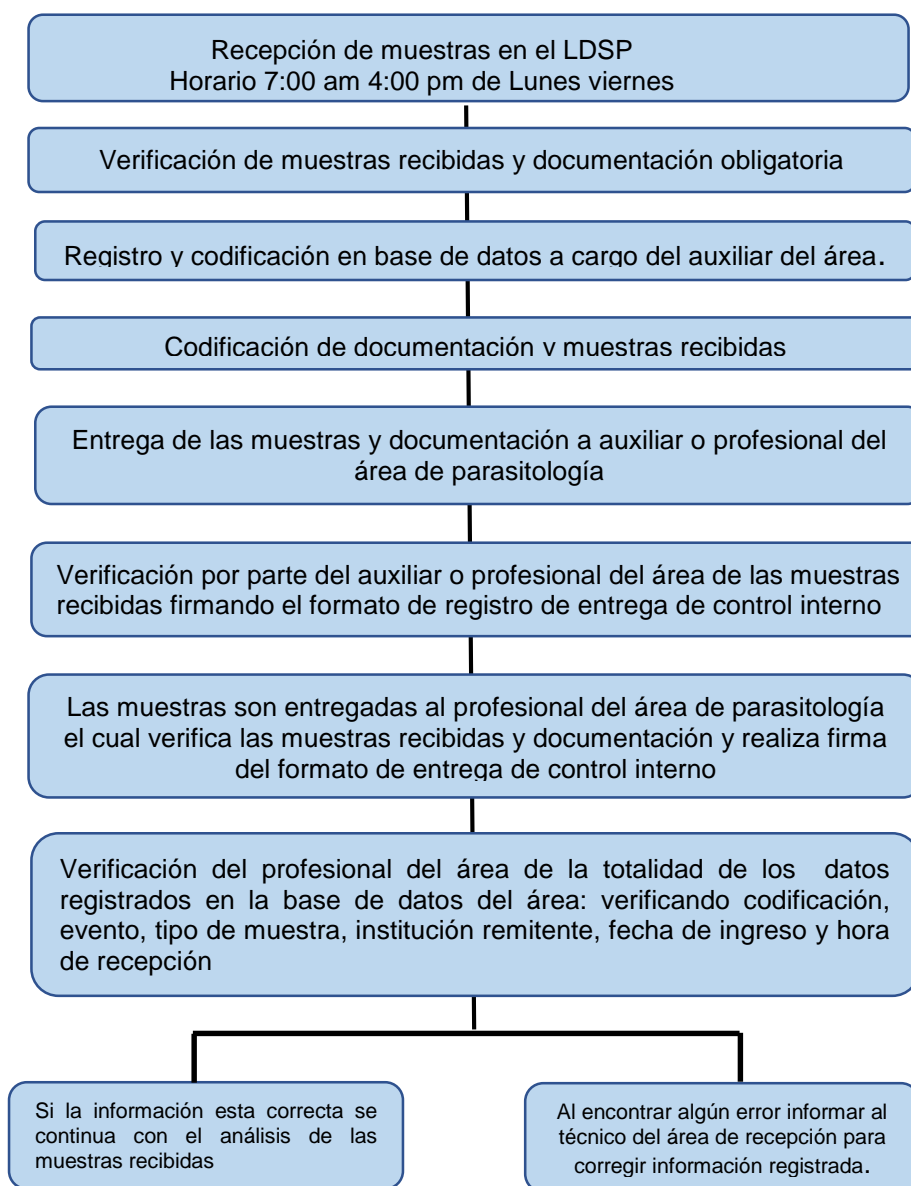 Recepción de muestras en el LDSP
Horario 7:00 am 4:00 pm de Lunes viernes
Verificación de muestras recibidas y documentación obligatoria
Registro y codificación en base de datos a cargo del auxiliar del área.
Codificación de documentación y muestras recibidas
Entrega de las muestras y documentación a auxiliar o profesional del
área de parasitología
Verificación por parte del auxiliar o profesional del área de las muestras
recibidas firmando el formato de registro de entrega de control interno
Las muestras son entregadas al profesional del área de parasitología
el cual verifica las muestras recibidas y documentación y realiza firma
del formato de entrega de control interno
Verificación del profesional del área de la totalidad de los datos
registrados en la base de datos del área: verificando codificación,
evento, tipo de muestra, institución remitente, fecha de ingreso y hora
de recepción
Si la información esta correcta se
continua con el análisis de las
muestras recibidas
Al encontrar algún error informar al
técnico del área de recepción para
corregir información registrada.